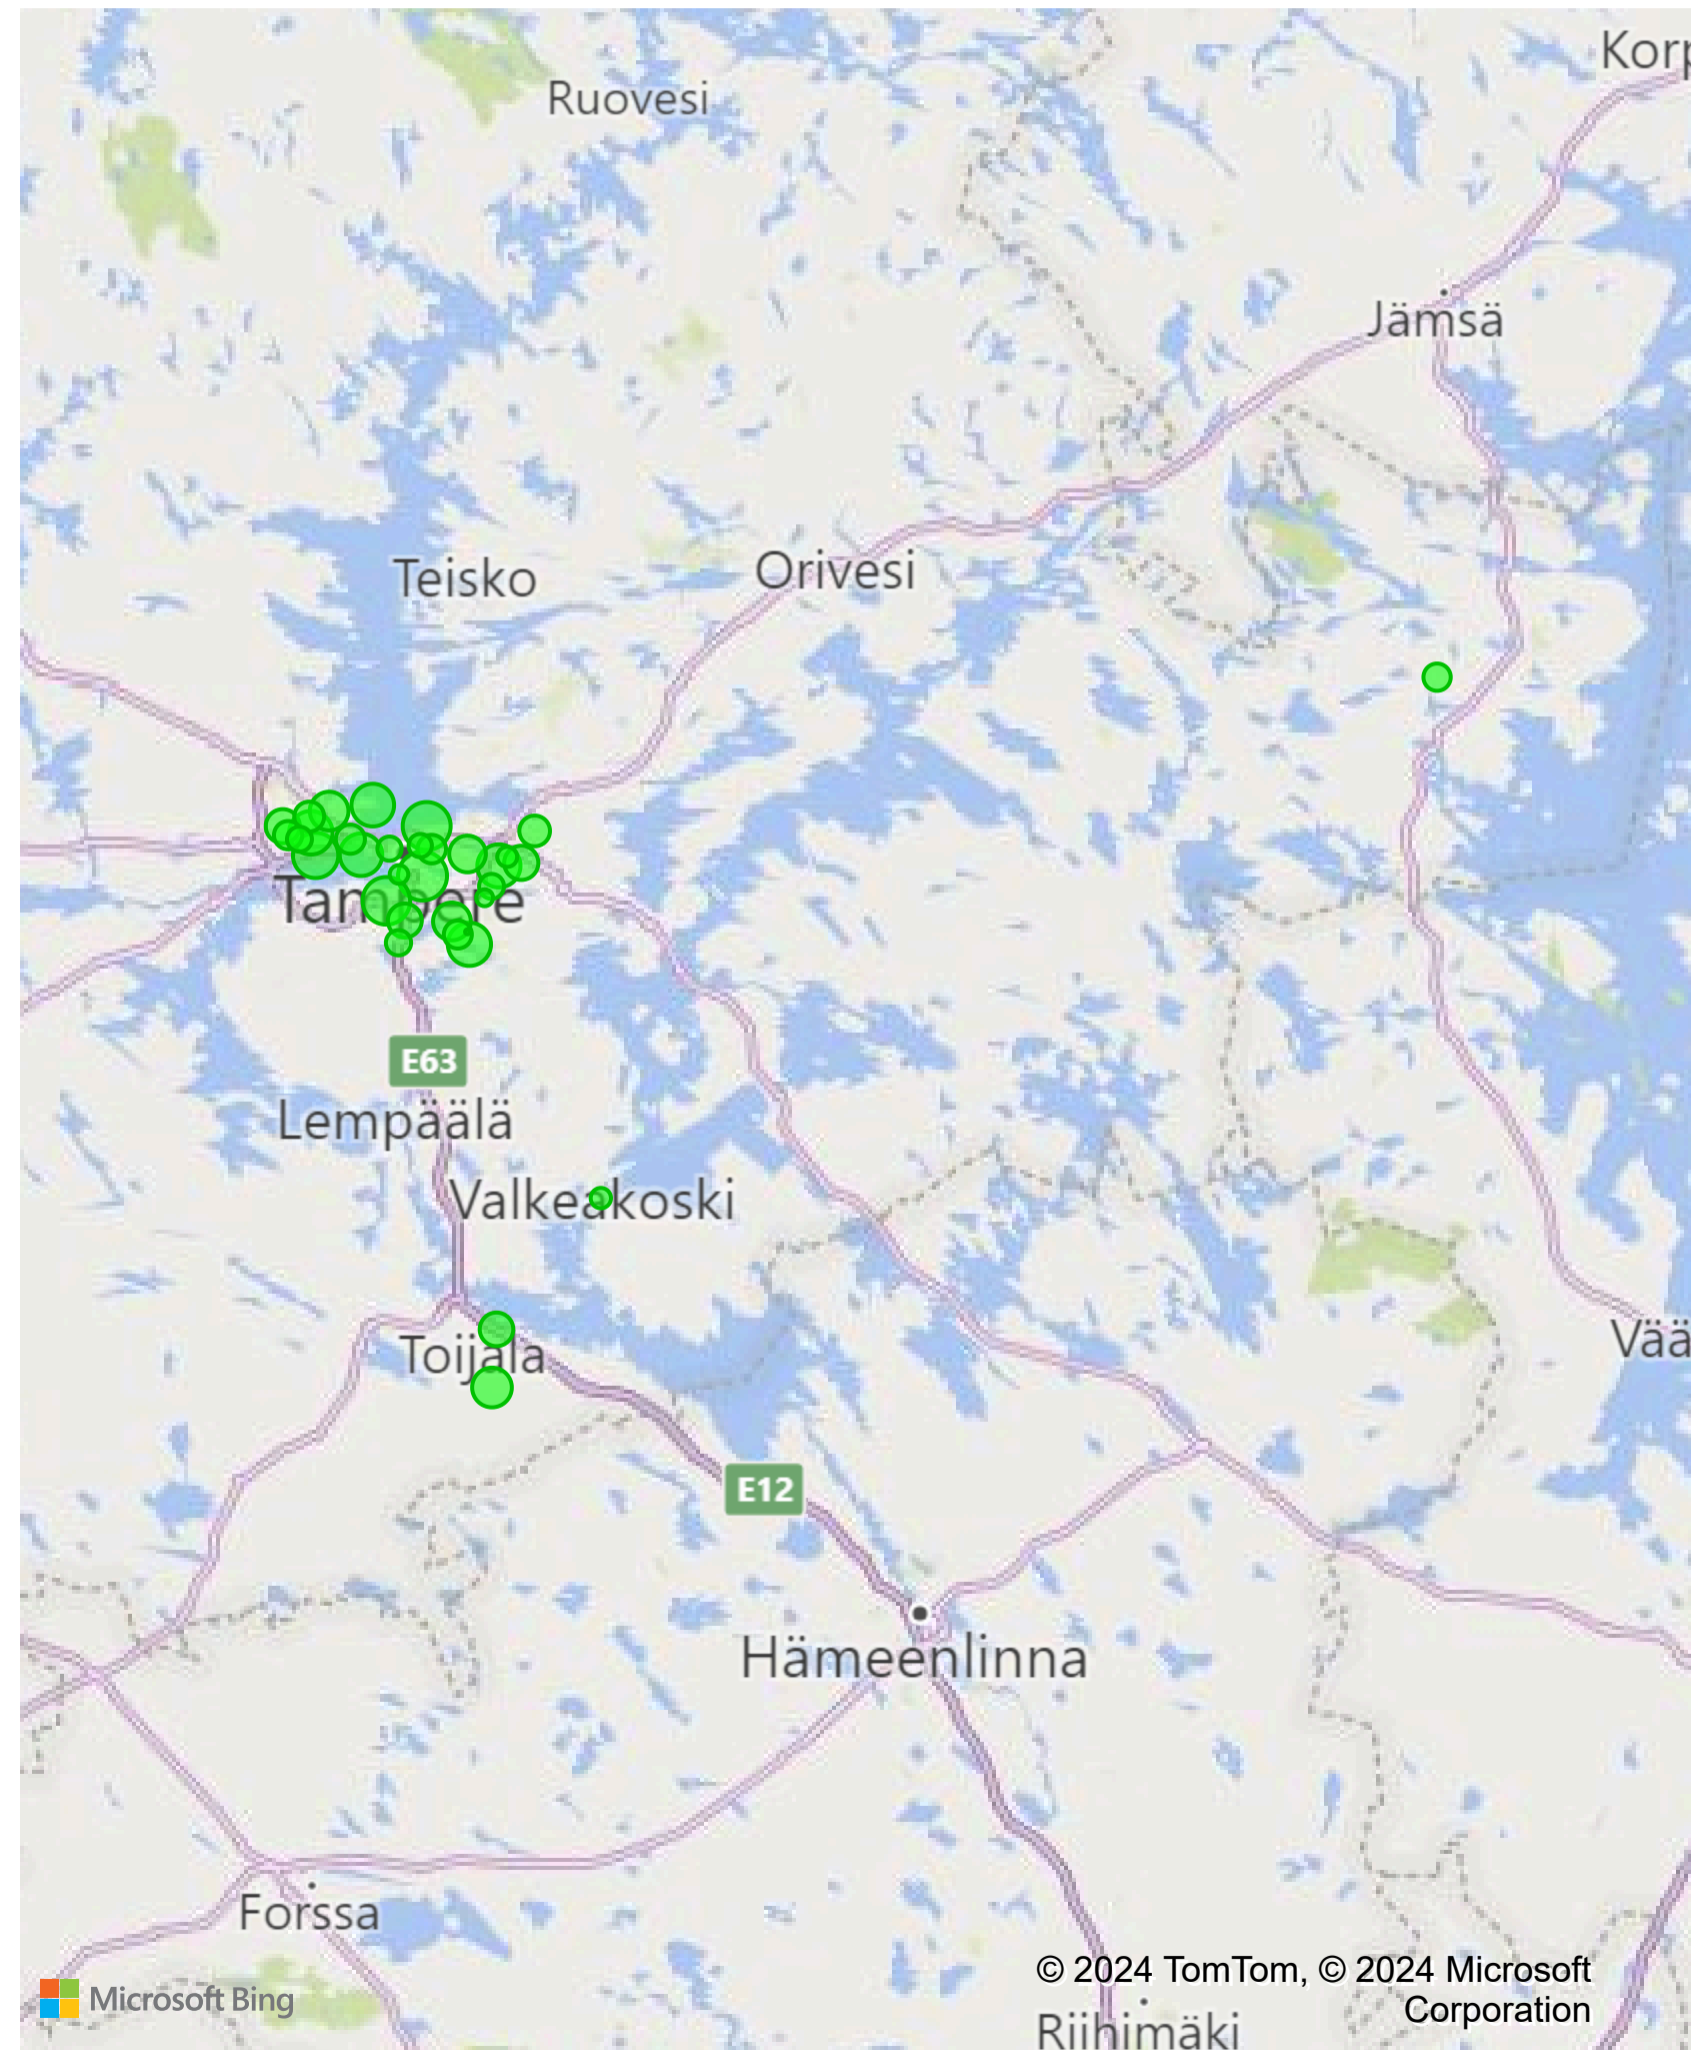 Korp
Ruovesi
Jämsä
Teisko
Orivesi
Tampere
E63
Lempäälä
Valkeakoski
Toijala
Vää
E12
Hämeenlinna
Forssa
© 2024 TomTom, © 2024 Microsoft
Corporation
Microsoft Bing
Riihimäki